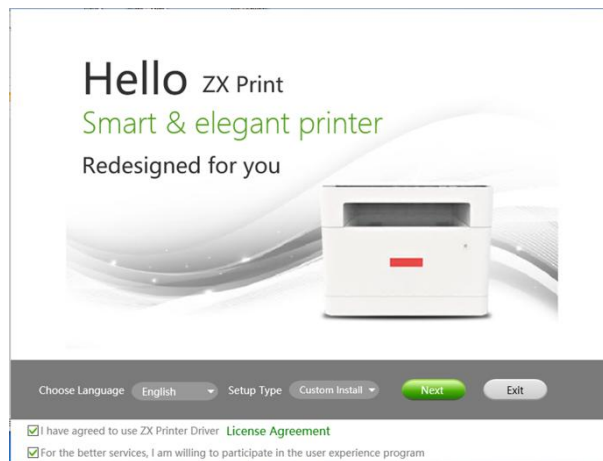 Hello ZX Print
Smart & elegant printer
Redesigned for you
Choose Language English Setup Type Custom Install Next Exit
I have agreed to use ZX Printer Driver License Agreement
For the better services, I am willing to participate in the user experience program